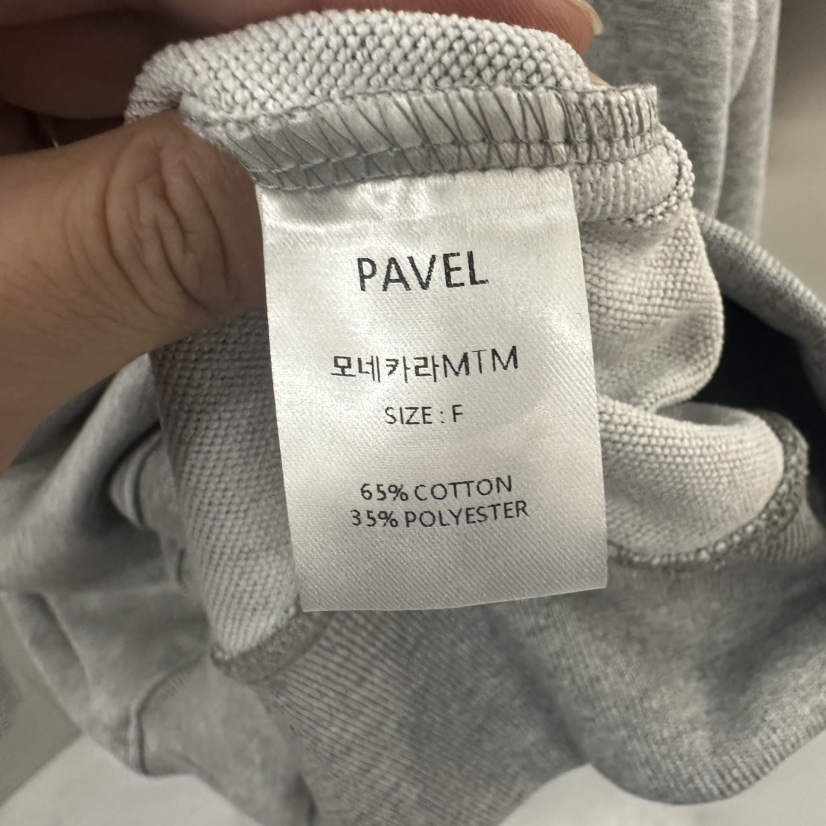 PAVEL
모네카라MTM
SIZE : F
65% COTTON
35% POLYESTER